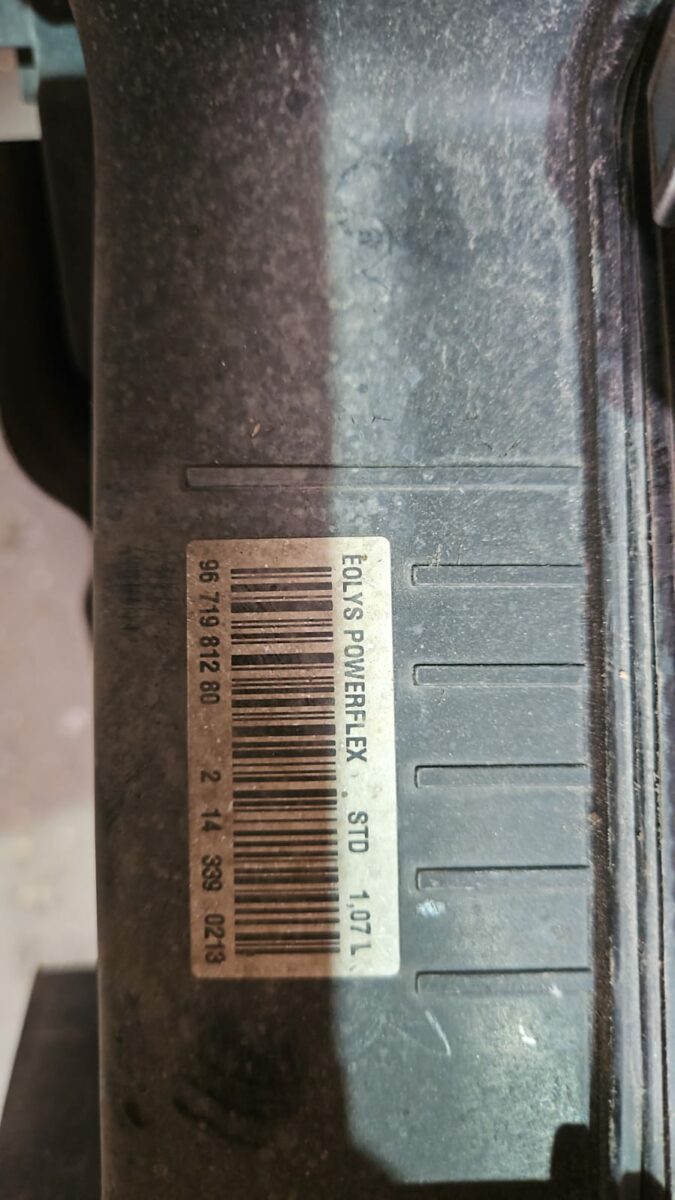 EOLYS POWERFLEX STD 1,07 L
96 719 812 80 2 14 339 0213